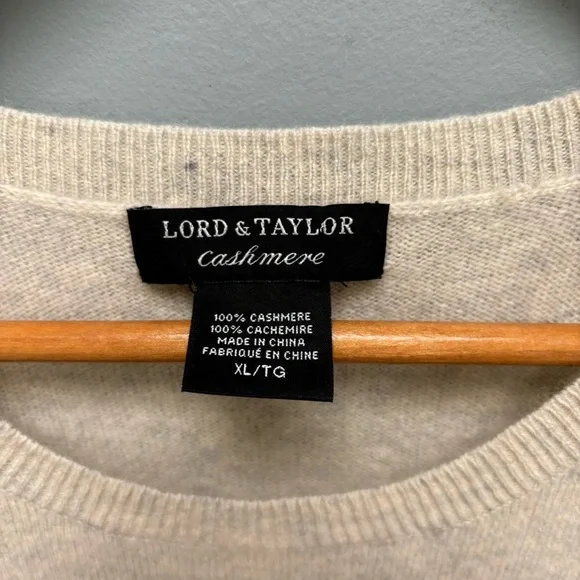 LORD & TAYLOR
cashmere
100% CASHMERE
100% CACHEMIRE
MADE IN CHINA
FABRIQUÉ EN CHINE
XL/TG